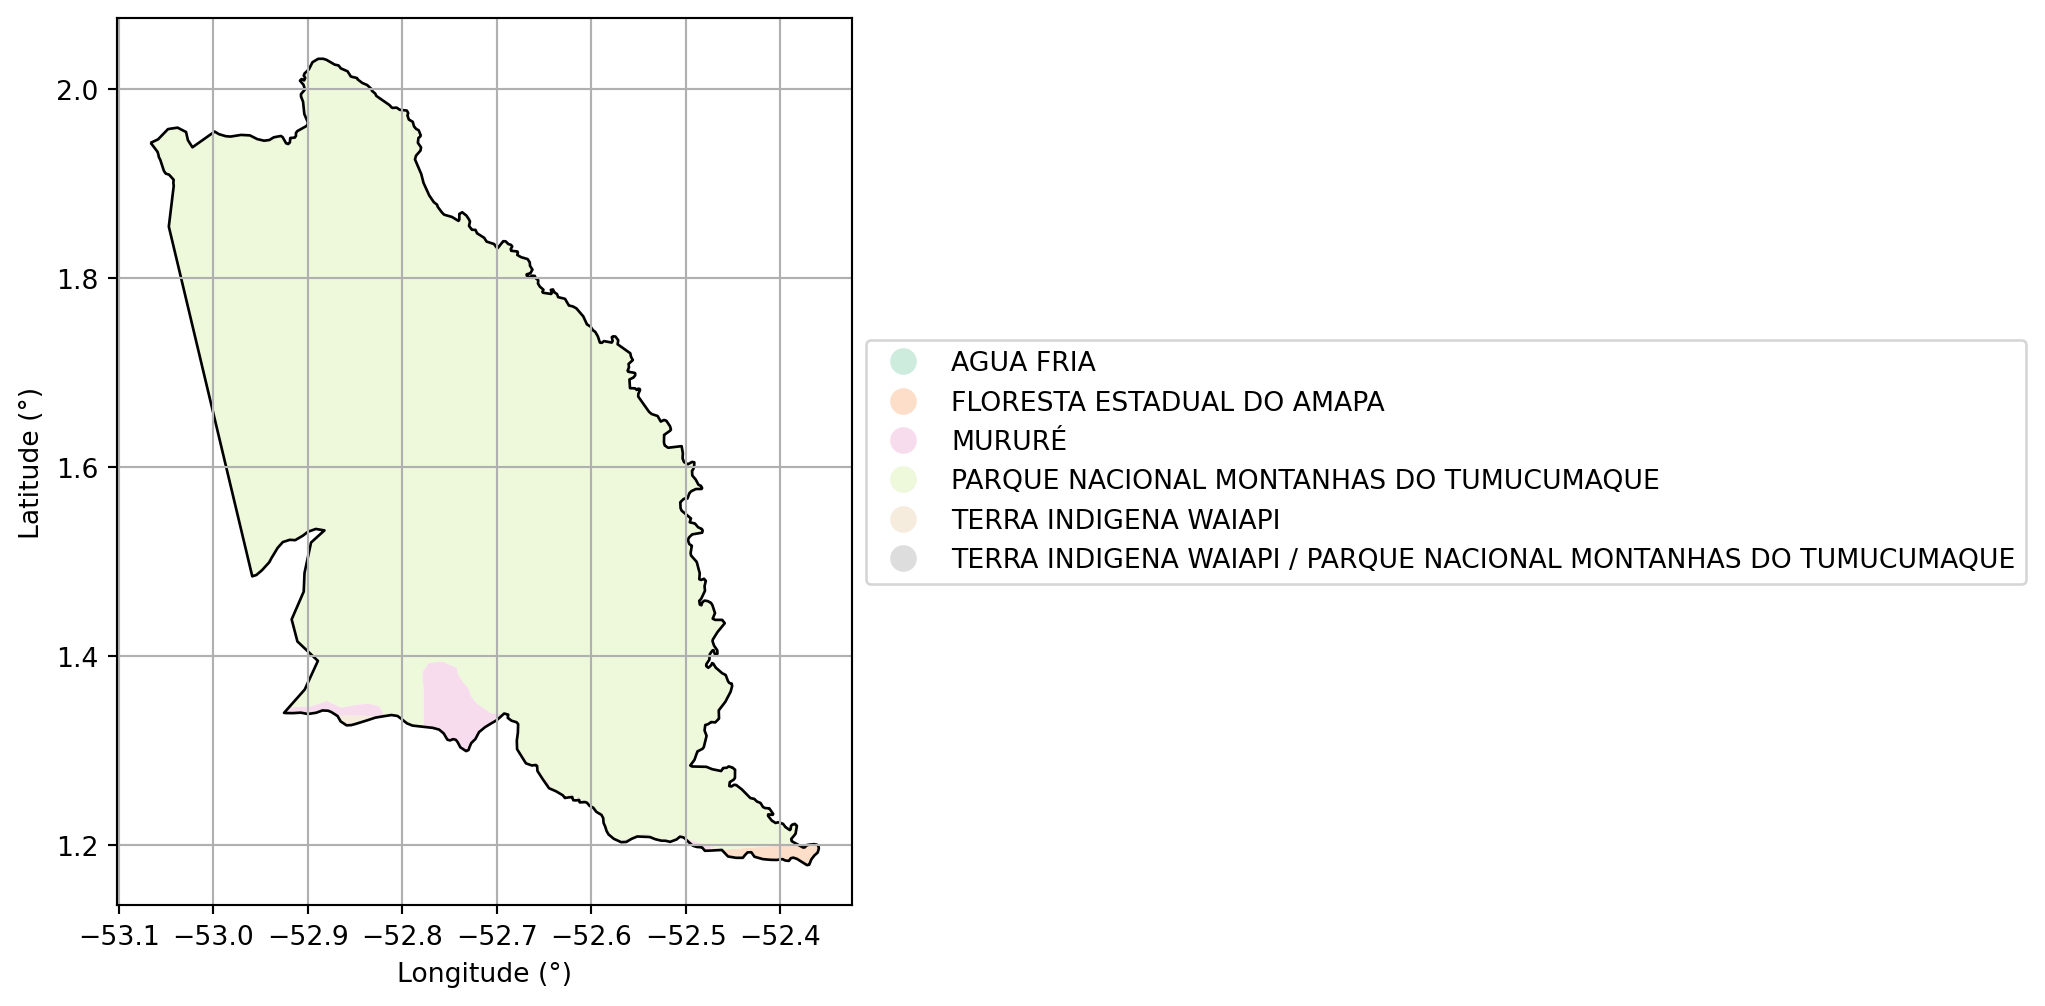 2.0
1.8
1.6
1.4
1.2
Latitude (°)
−53.1 −53.0 −52.9 −52.8 −52.7 −52.6 −52.5 −52.4
Longitude (°)
AGUA FRIA
FLORESTA ESTADUAL DO AMAPA
MURURÉ
PARQUE NACIONAL MONTANHAS DO TUMUCUMAQUE
TERRA INDIGENA WAIAPI
TERRA INDIGENA WAIAPI / PARQUE NACIONAL MONTANHAS DO TUMUCUMAQUE